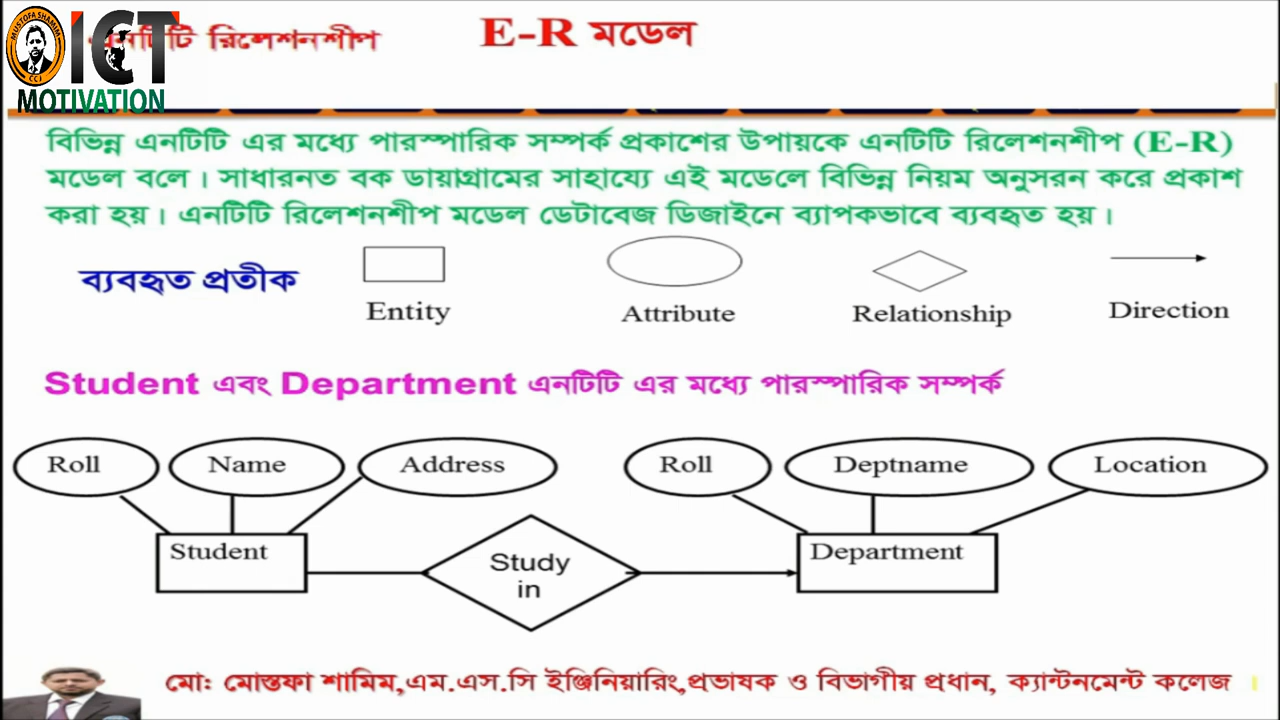 MUSTOFA SHAMIM
CCJ
ICT
MOTIVATION
এনটিটি রিলেশনশীপ
E-R মডেল
বিভিন্ন এনটিটি এর মধ্যে পারস্পারিক সম্পর্ক প্রকাশের উপায়কে এনটিটি রিলেশনশীপ (E-R)
মডেল বলে। সাধারনত বক ডায়াগ্রামের সাহায্যে এই মডেলে বিভিন্ন নিয়ম অনুসরন করে প্রকাশ
করা হয়। এনটিটি রিলেশনশীপ মডেল ডেটাবেজ ডিজাইনে ব্যাপকভাবে ব্যবহৃত হয়।
ব্যবহৃত প্রতীক
Entity
Attribute
Relationship
Direction
Student এবং Department এনটিটি এর মধ্যে পারস্পারিক সম্পর্ক
Roll
Name
Address
Roll
Deptname
Location
Student
Study
in
Department
মো: মোস্তফা শামিম,এম.এস.সি ইঞ্জিনিয়ারিং,প্রভাষক ও বিভাগীয় প্রধান, ক্যান্টনমেন্ট কলেজ ।